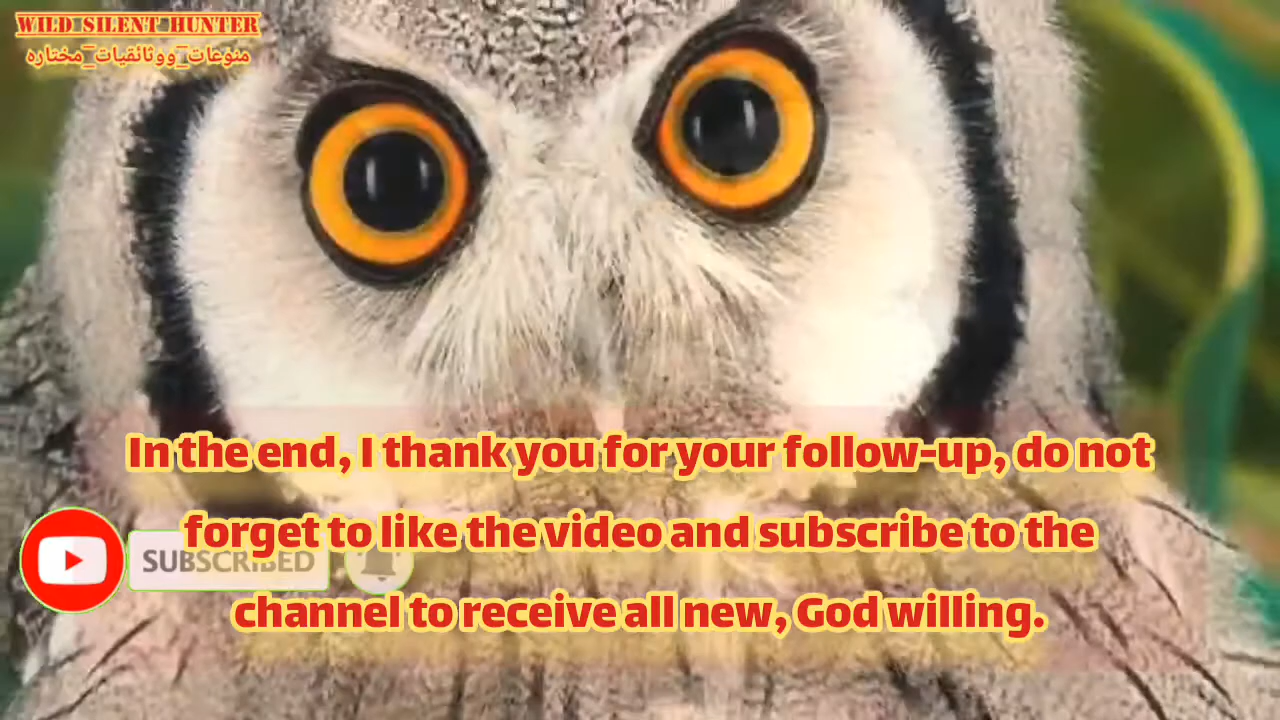 WILD SILENT HUNTER
منوعات_ووثائقيات_مختاره
In the end, I thank you for your follow-up, do not
forget to like the video and subscribe to the
SUBSCRIBED
channel to receive all new, God willing.